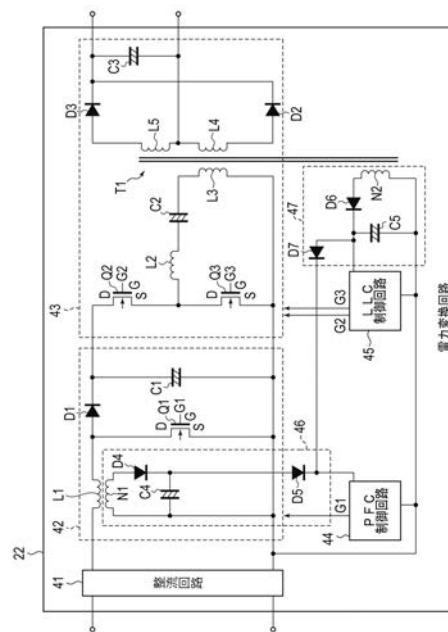 22
41
整流回路
42
L1
N1
D4
C4
D1
D
Q1
G1
G
S
C1
46
D5
G1
44
PFC
制御回路
43
D
Q2
G2
G
S
L2
C2
D
Q3
G3
G
S
T1
L3
L5
L4
D3
D2
C3
G2
G3
45
LLC
制御回路
D7
47
D6
C5
N2
電力変換回路